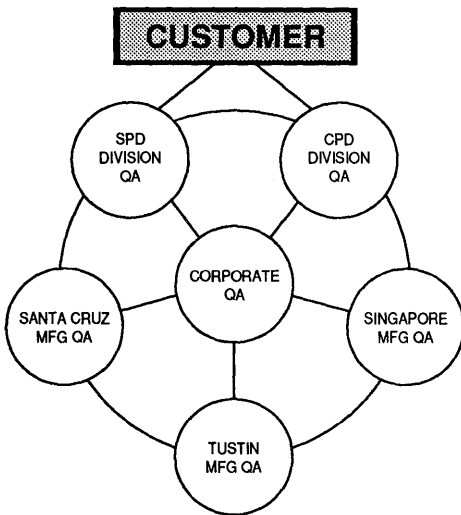 CUSTOMER
SPD
DIVISION
QA
CPD
DIVISION
QA
CORPORATE
QA
SANTA CRUZ
MFG QA
SINGAPORE
MFG QA
TUSTIN
MFG QA